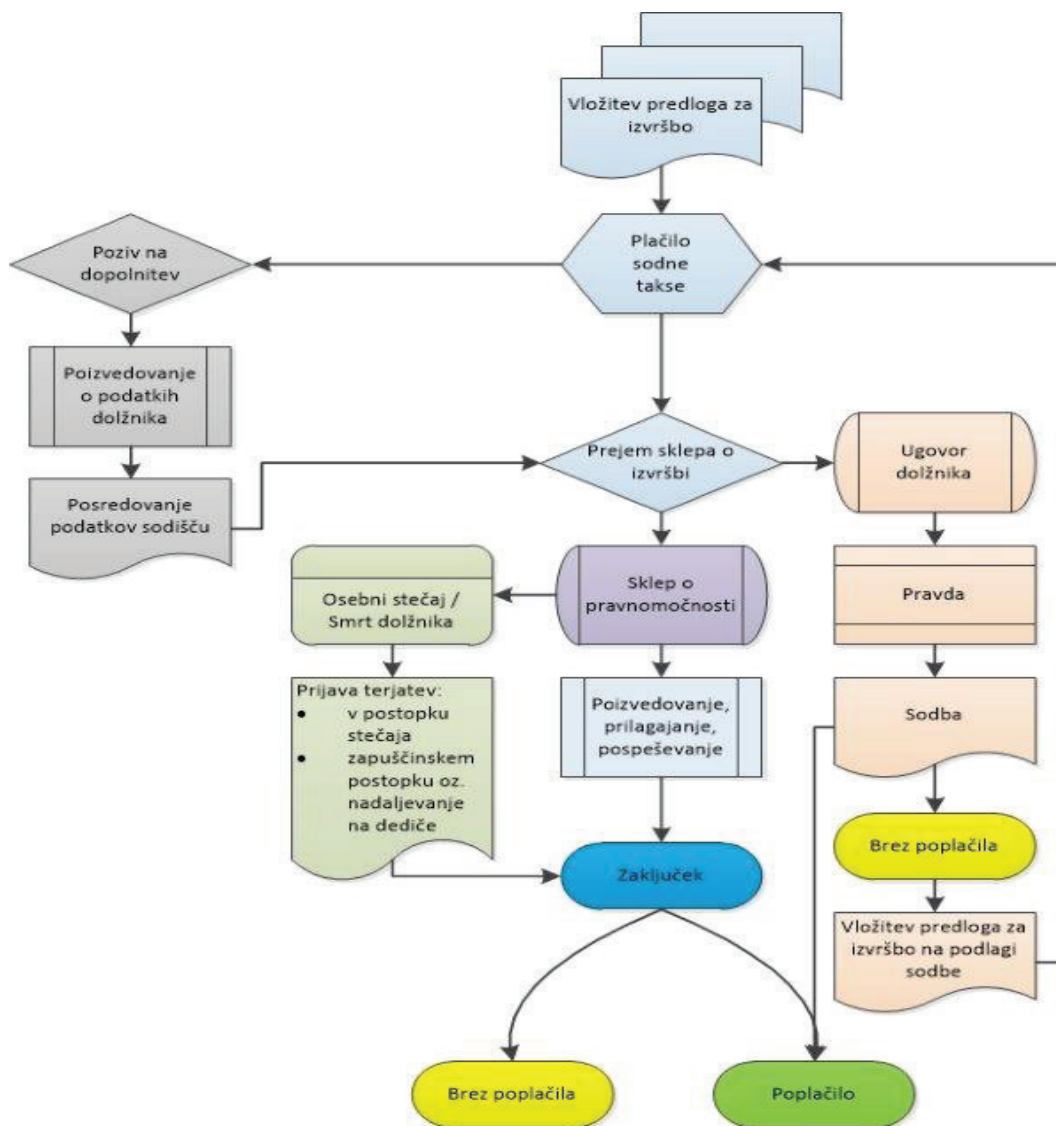 Vložitev predloga za
izvršbo
Plačilo
sodne
takse
Poziv na
dopolnitev
Poizvedovanje
o podatkih
dolžnika
Posredovanje
podatkov sodišču
Prejem sklepa o
izvršbi
Ugovor
dolžnika
Osebni stečaj /
Smrt dolžnika
Sklep o
pravnomočnosti
Pravda
Prijava terjatev:
• v postopku
stečaja
• zapuščinskem
postopku oz.
nadaljevanje
na dediče
Poizvedovanje,
prilagajanje,
pospeševanje
Sodba
Brez poplačila
Zaključek
Vložitev predloga za
izvršbo na podlagi
sodbe
Brez poplačila
Poplačilo